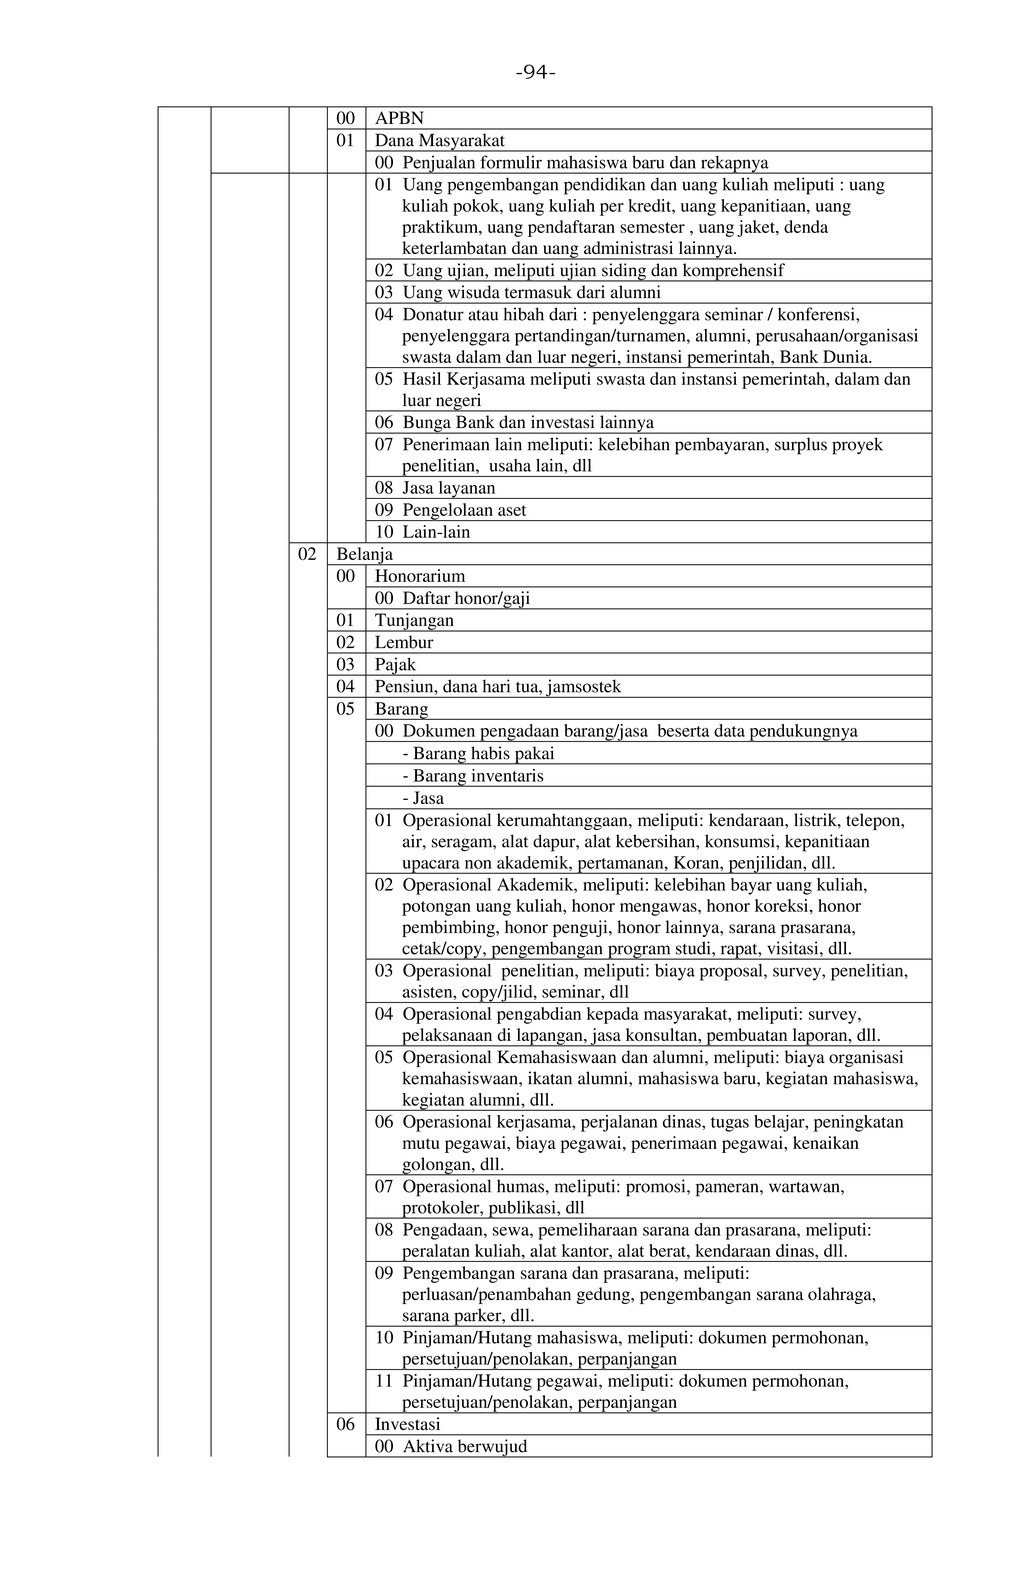 -94-
00 APBN
01 Dana Masyarakat
00 Penjualan formulir mahasiswa baru dan rekapnya
01 Uang pengembangan pendidikan dan uang kuliah meliputi : uang
kuliah pokok, uang kuliah per kredit, uang kepanitiaan, uang
praktikum, uang pendaftaran semester , uang jaket, denda
keterlambatan dan uang administrasi lainnya.
02 Uang ujian, meliputi ujian siding dan komprehensif
03 Uang wisuda termasuk dari alumni
04 Donatur atau hibah dari : penyelenggara seminar / konferensi,
penyelenggara pertandingan/turnamen, alumni, perusahaan/organisasi
swasta dalam dan luar negeri, instansi pemerintah, Bank Dunia.
05 Hasil Kerjasama meliputi swasta dan instansi pemerintah, dalam dan
luar negeri
06 Bunga Bank dan investasi lainnya
07 Penerimaan lain meliputi: kelebihan pembayaran, surplus proyek
penelitian, usaha lain, dll
08 Jasa layanan
09 Pengelolaan aset
10 Lain-lain
02 Belanja
00 Honorarium
00 Daftar honor/gaji
01 Tunjangan
02 Lembur
03 Pajak
04 Pensiun, dana hari tua, jamsostek
05 Barang
00 Dokumen pengadaan barang/jasa beserta data pendukungnya
- Barang habis pakai
- Barang inventaris
- Jasa
01 Operasional kerumahtanggaan, meliputi: kendaraan, listrik, telepon,
air, seragam, alat dapur, alat kebersihan, konsumsi, kepanitiaan
upacara non akademik, pertamanan, Koran, penjilidan, dll.
02 Operasional Akademik, meliputi: kelebihan bayar uang kuliah,
potongan uang kuliah, honor mengawas, honor koreksi, honor
pembimbing, honor penguji, honor lainnya, sarana prasarana,
cetak/copy, pengembangan program studi, rapat, visitasi, dll.
03 Operasional penelitian, meliputi: biaya proposal, survey, penelitian,
asisten, copy/jilid, seminar, dll
04 Operasional pengabdian kepada masyarakat, meliputi: survey,
pelaksanaan di lapangan, jasa konsultan, pembuatan laporan, dll.
05 Operasional Kemahasiswaan dan alumni, meliputi: biaya organisasi
kemahasiswaan, ikatan alumni, mahasiswa baru, kegiatan mahasiswa,
kegiatan alumni, dll.
06 Operasional kerjasama, perjalanan dinas, tugas belajar, peningkatan
mutu pegawai, biaya pegawai, penerimaan pegawai, kenaikan
golongan, dll.
07 Operasional humas, meliputi: promosi, pameran, wartawan,
protokoler, publikasi, dll
08 Pengadaan, sewa, pemeliharaan sarana dan prasarana, meliputi:
peralatan kuliah, alat kantor, alat berat, kendaraan dinas, dll.
09 Pengembangan sarana dan prasarana, meliputi:
perluasan/penambahan gedung, pengembangan sarana olahraga,
sarana parker, dll.
10 Pinjaman/Hutang mahasiswa, meliputi: dokumen permohonan,
persetujuan/penolakan, perpanjangan
11 Pinjaman/Hutang pegawai, meliputi: dokumen permohonan,
persetujuan/penolakan, perpanjangan
06 Investasi
00 Aktiva berwujud